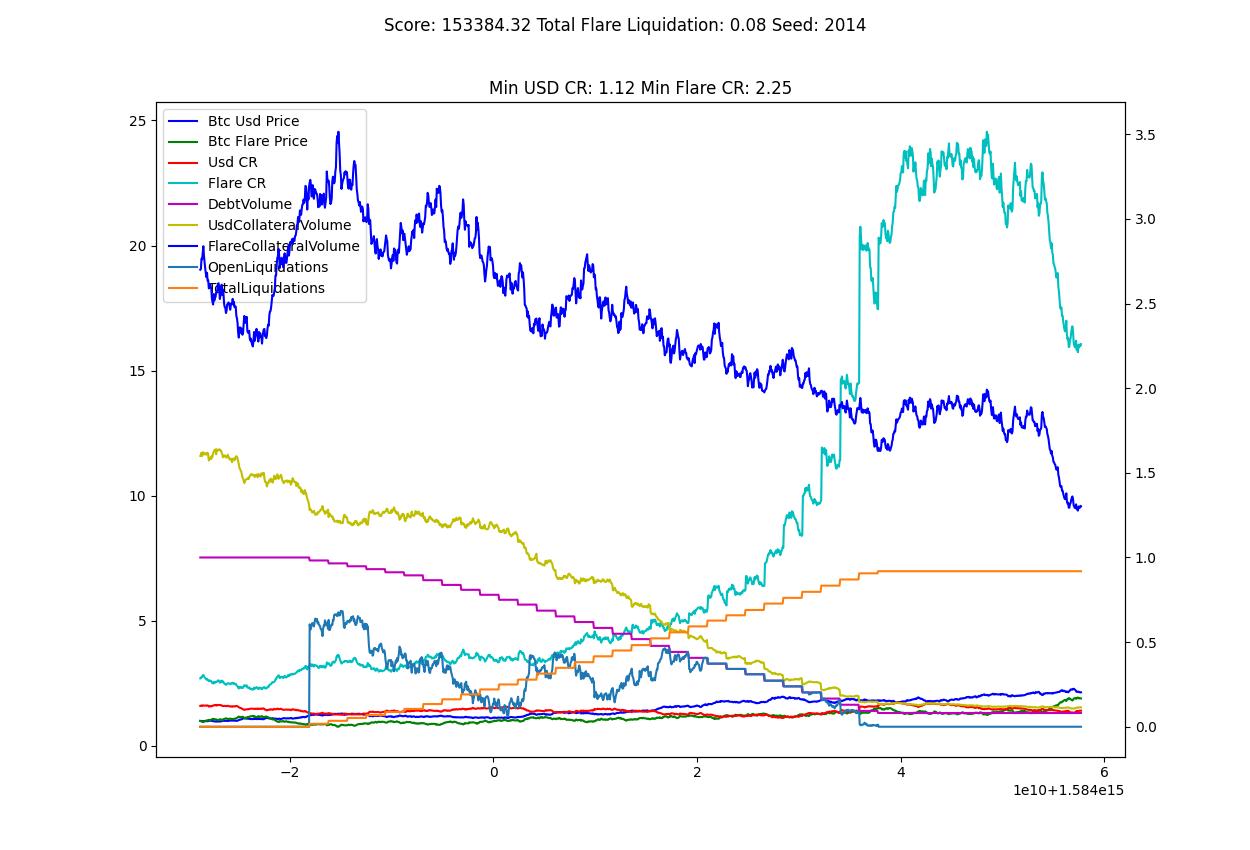 Score: 153384.32 Total Flare Liquidation: 0.08 Seed: 2014
Min USD CR: 1.12 Min Flare CR: 2.25
Btc Usd Price
Btc Flare Price
Usd CR
Flare CR
DebtVolume
UsdCollateralVolume
FlareCollateralVolume
OpenLiquidations
TotalLiquidations
25
20
15
10
5
0
3.5
3.0
2.5
2.0
1.5
1.0
0.5
0.0
−2 0 2 4 6
1e10+1.584e15